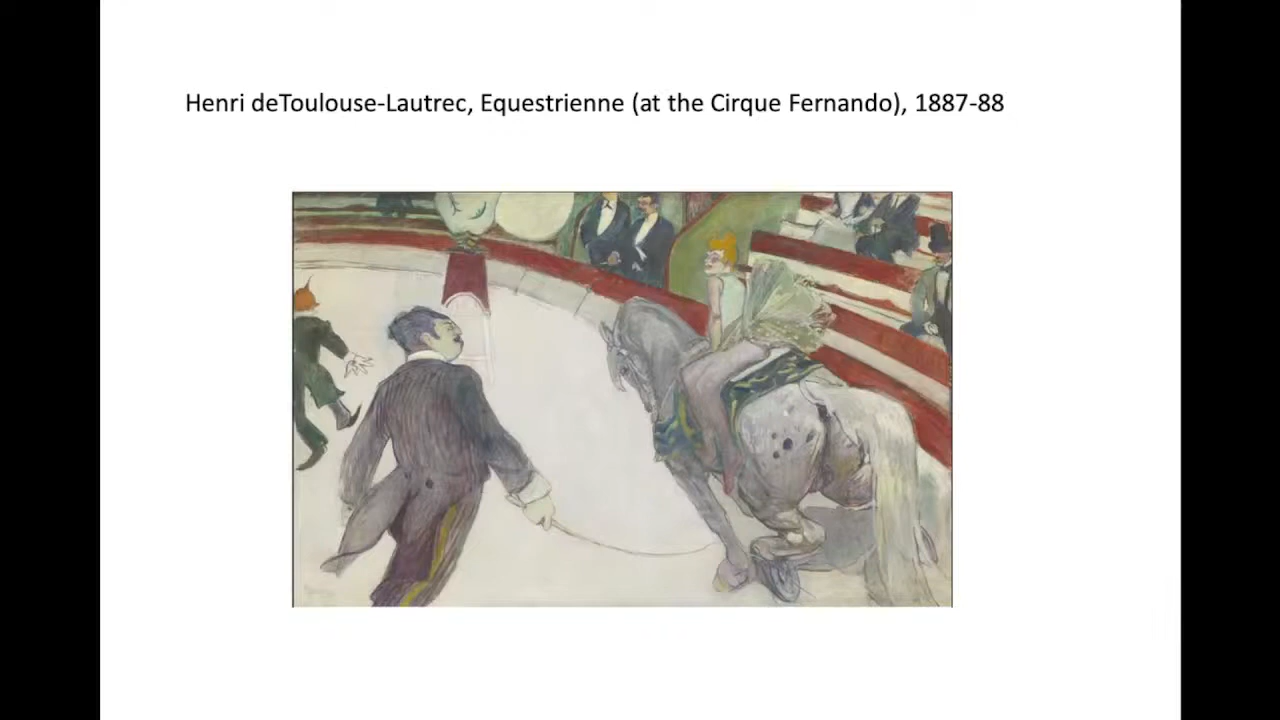 Henri deToulouse-Lautrec, Equestrienne (at the Cirque Fernando), 1887-88